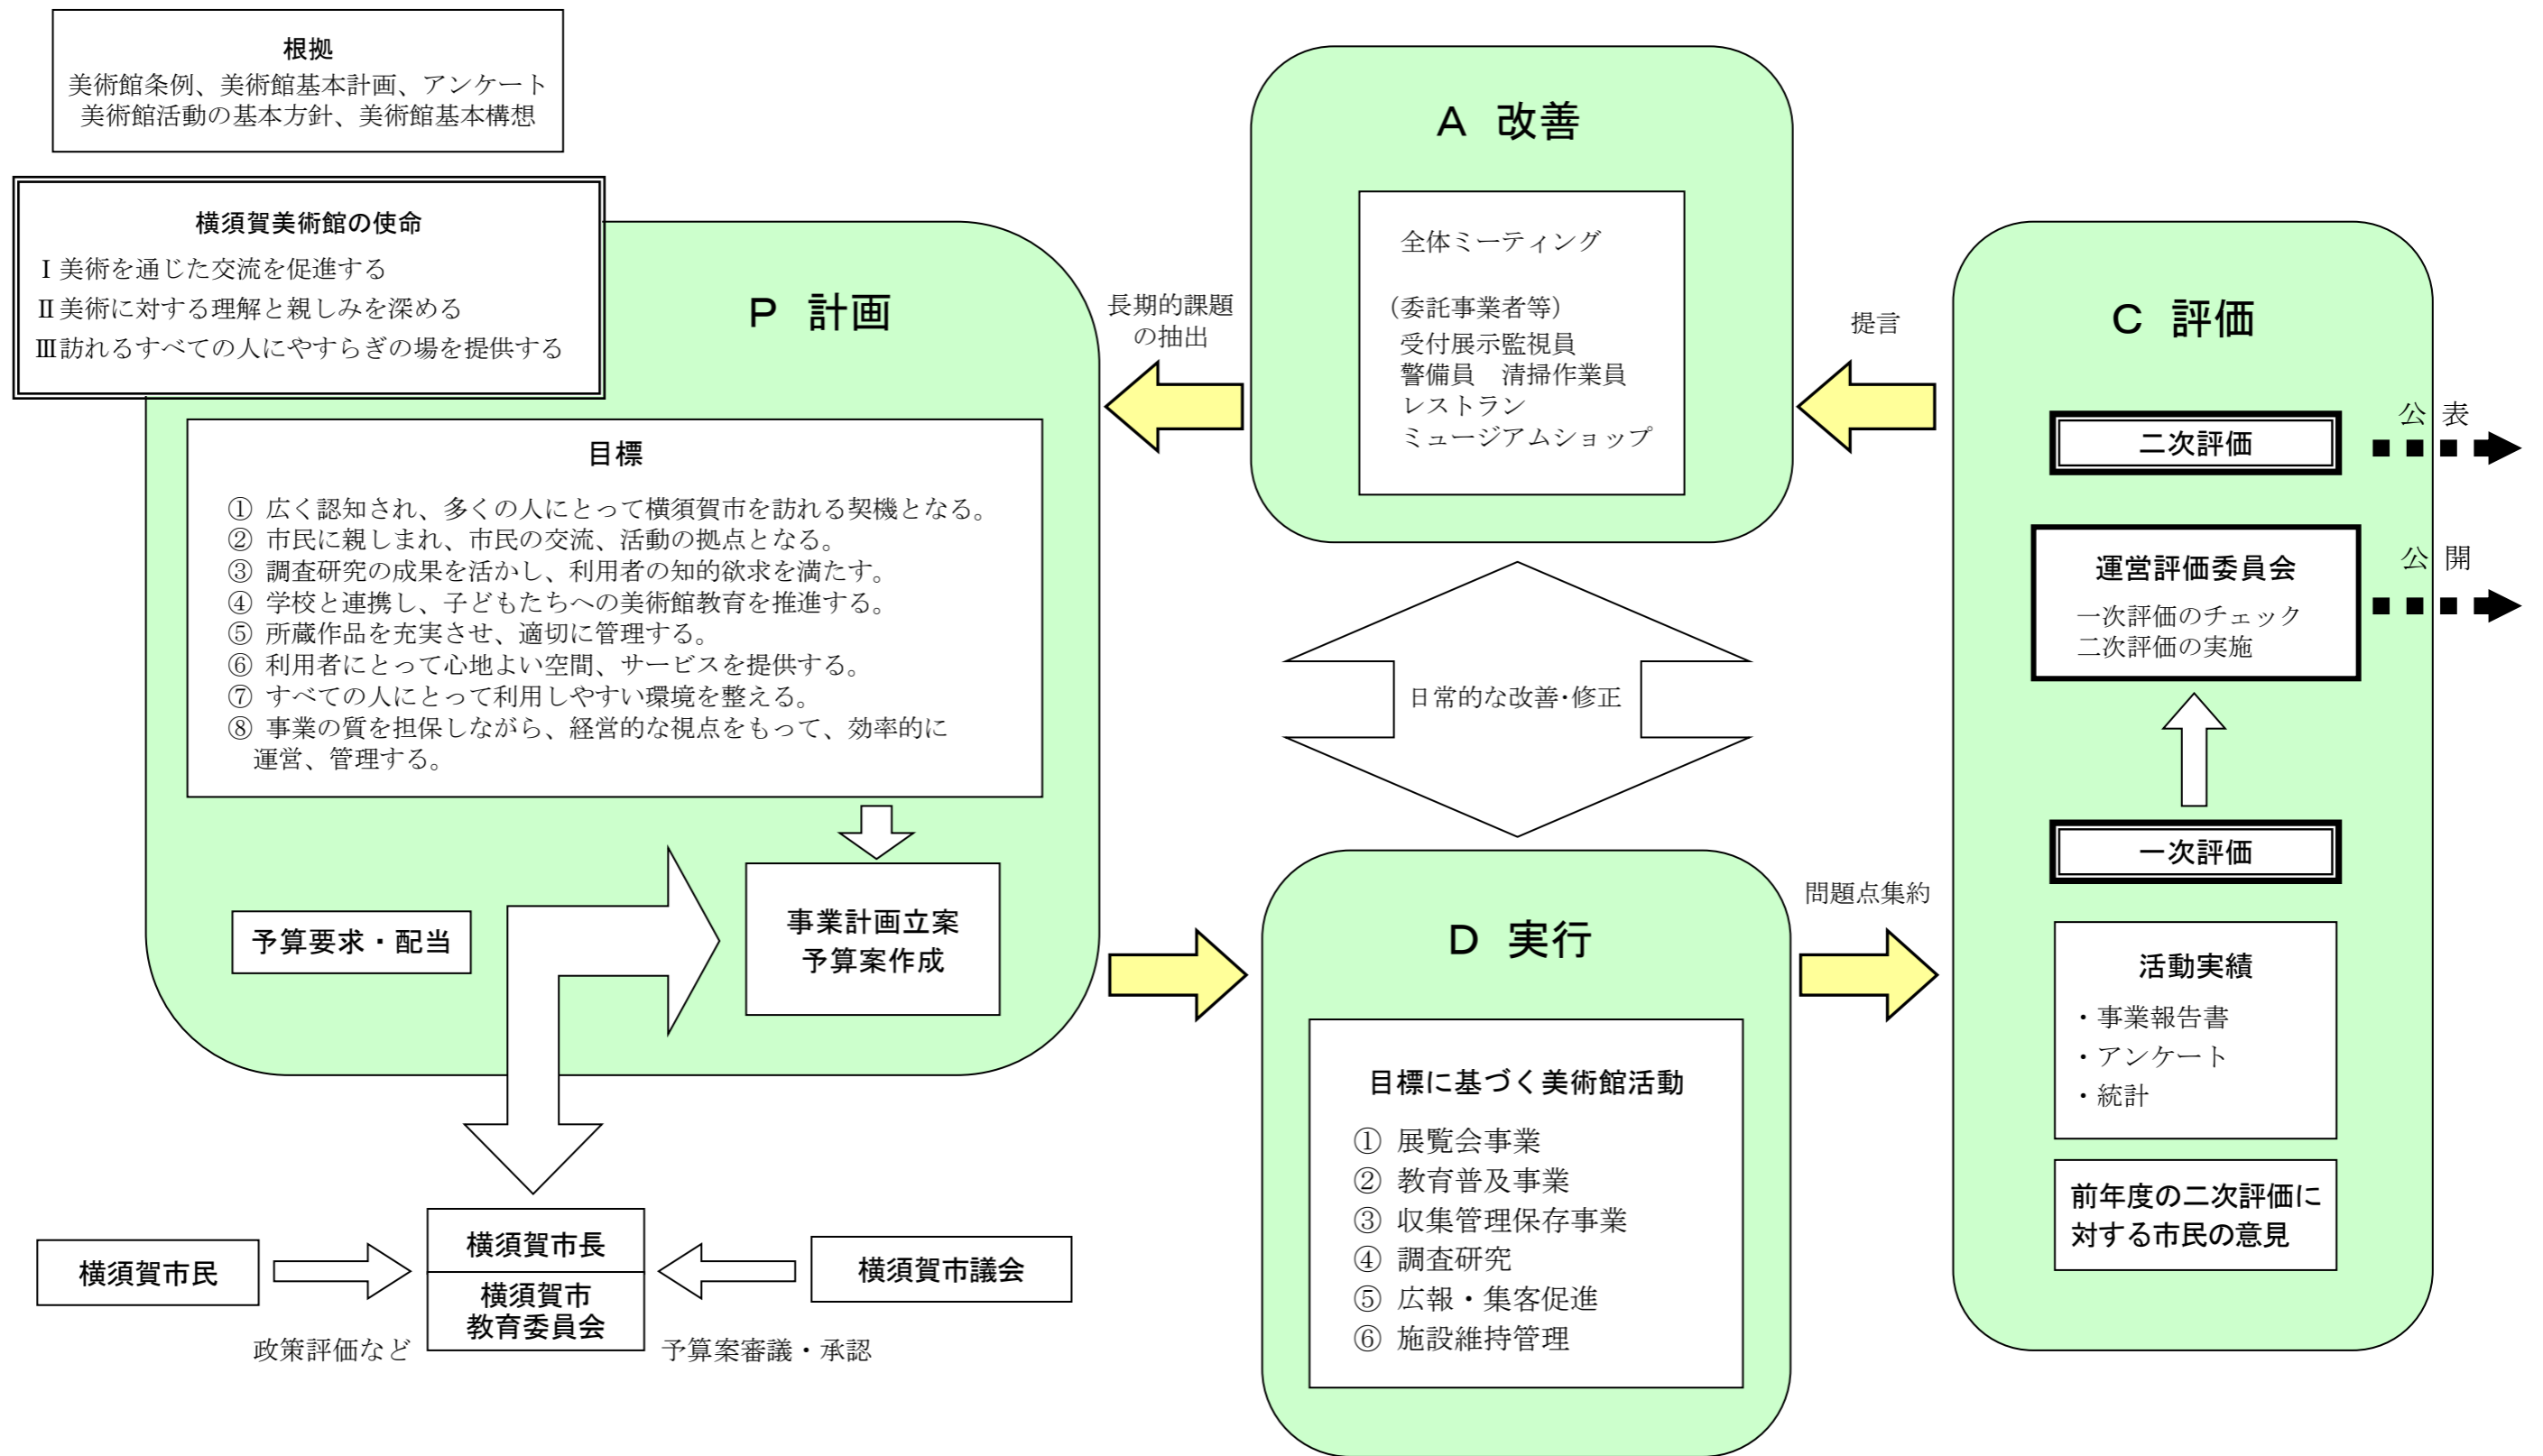 根拠
美術館条例、美術館基本計画、アンケート
美術館活動の基本方針、美術館基本構想
横須賀美術館の使命
Ⅰ美術を通じた交流を促進する
Ⅱ美術に対する理解と親しみを深める
Ⅲ訪れるすべての人にやすらぎの場を提供する
P 計画
目標
① 広く認知され、多くの人にとって横須賀市を訪れる契機となる。
② 市民に親しまれ、市民の交流、活動の拠点となる。
③ 調査研究の成果を活かし、利用者の知的欲求を満たす。
④ 学校と連携し、子どもたちへの美術館教育を推進する。
⑤ 所蔵作品を充実させ、適切に管理する。
⑥ 利用者にとって心地よい空間、サービスを提供する。
⑦ すべての人にとって利用しやすい環境を整える。
⑧ 事業の質を担保しながら、経営的な視点をもって、効率的に
運営、管理する。
予算要求・配当
事業計画立案
予算案作成
横須賀市民
政策評価など
横須賀市長
横須賀市
教育委員会
横須賀市議会
予算案審議・承認
長期的課題
の抽出
A 改善
全体ミーティング
（委託事業者等）
受付展示監視員
警備員 清掃作業員
レストラン
ミュージアムショップ
日常的な改善・修正
D 実行
目標に基づく美術館活動
① 展覧会事業
② 教育普及事業
③ 収集管理保存事業
④ 調査研究
⑤ 広報・集客促進
⑥ 施設維持管理
提言
問題点集約
C 評価
二次評価
公 表
運営評価委員会
一次評価のチェック
二次評価の実施
公 開
一次評価
活動実績
・事業報告書
・アンケート
・統計
前年度の二次評価に
対する市民の意見